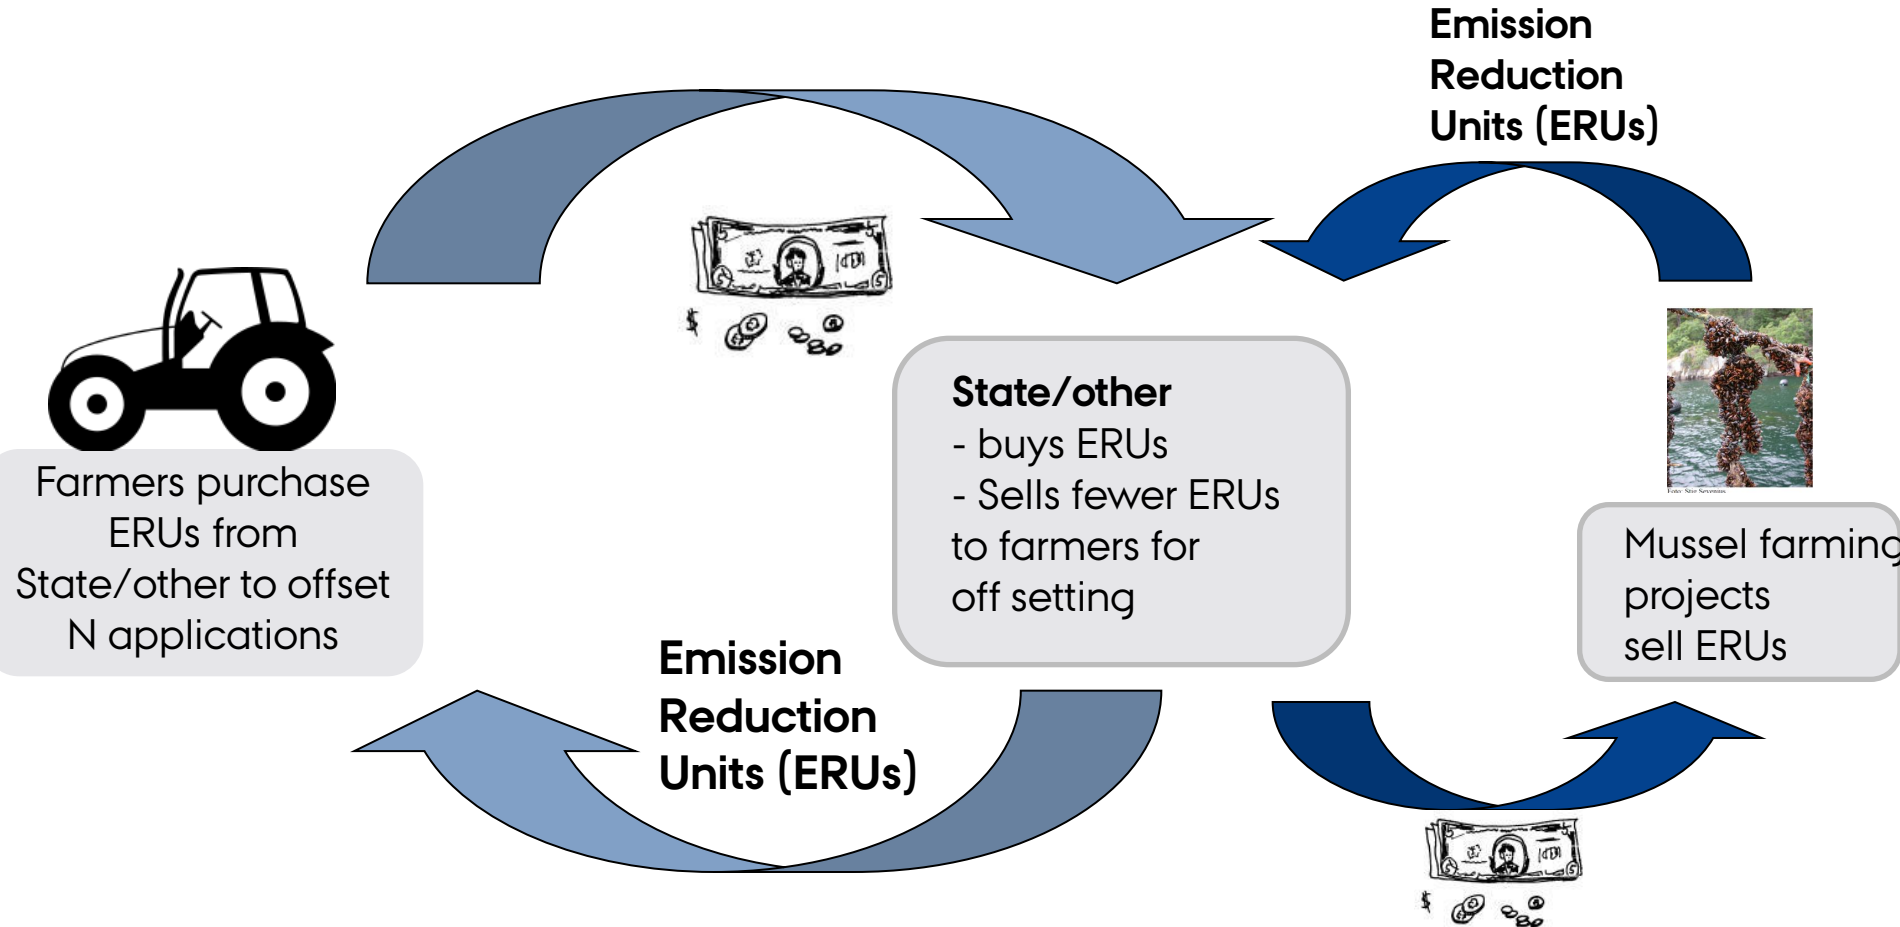 Emission
Reduction
Units (ERUs)
Farmers purchase
ERUs from
State/other to offset
N applications
State/other
- buys ERUs
- Sells fewer ERUs
to farmers for
off setting
Mussel farming
projects
sell ERUs
Emission
Reduction
Units (ERUs)